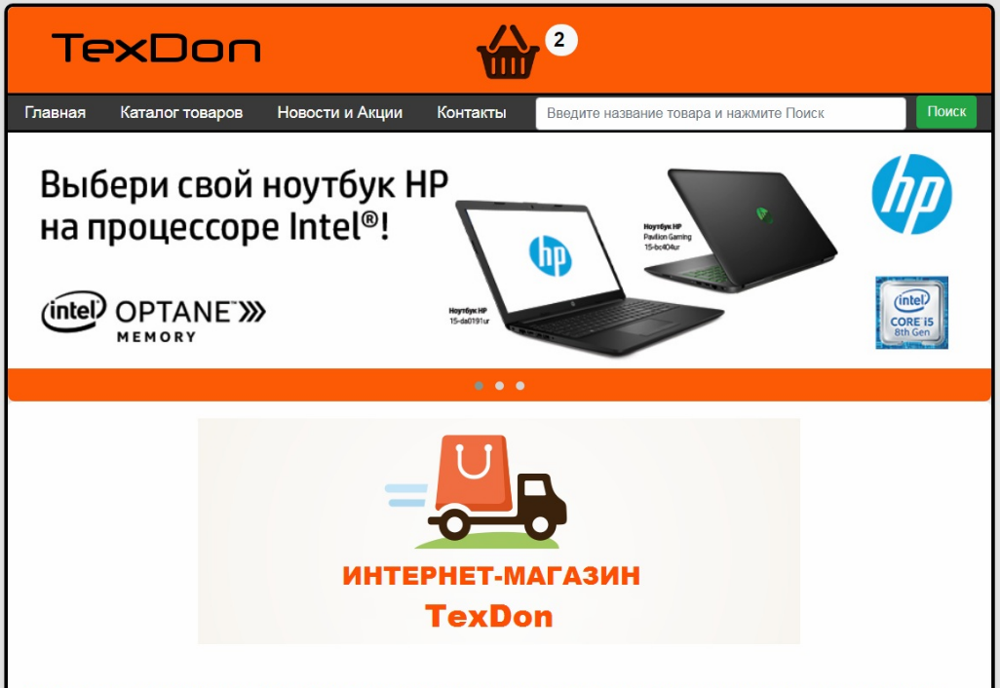 TexDon
2
Главная Каталог товаров Новости и Акции Контакты Введите название товара и нажмите Поиск Поиск
Выбери свой ноутбук HP
на процессоре Intel®!
hp
hp
Ноутбук HP
Pavilion Gaming
15-bc404ur
intel OPTANE™
MEMORY
Ноутбук HP
15-da0191ur
intel
CORE i5
8th Gen
ИНТЕРНЕТ-МАГАЗИН
TexDon